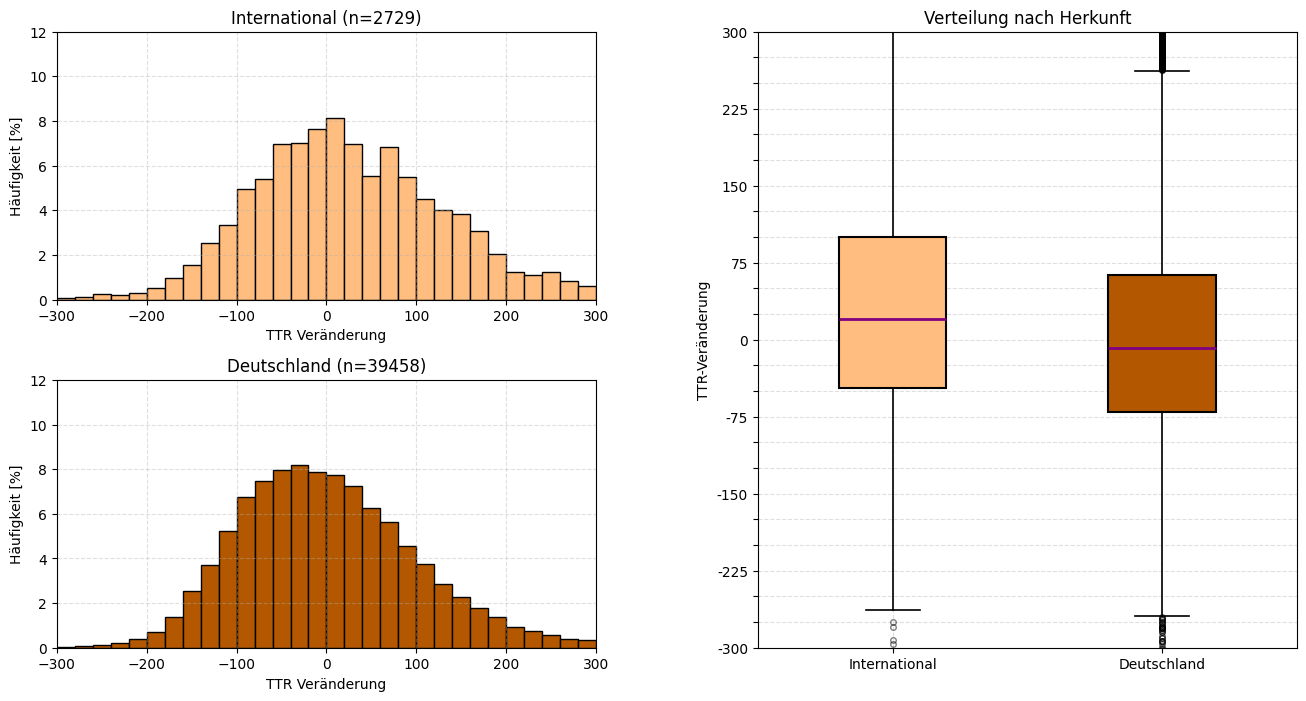 International (n=2729)
12
10
8
6
4
2
0
Häufigkeit [%]
−300 −200 −100 0 100 200 300
TTR Veränderung
Deutschland (n=39458)
12
10
8
6
4
2
0
Häufigkeit [%]
−300 −200 −100 0 100 200 300
TTR Veränderung
Verteilung nach Herkunft
300
225
150
75
0
-75
-150
-225
-300
TTR-Veränderung
International Deutschland